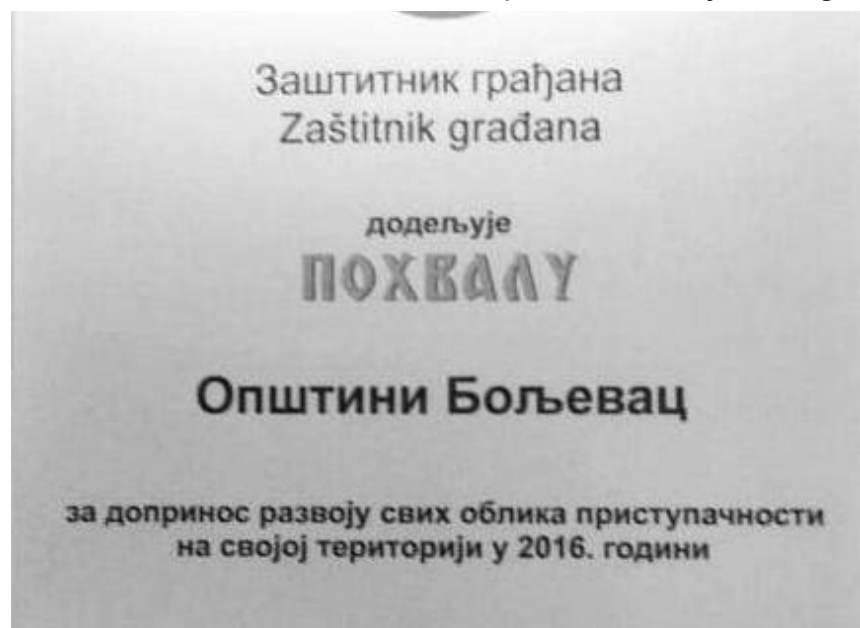 Заштитник грађана
Zaštitnik građana
додељује
ПОХВАЛУ
Општини Бољевац
за допринос развоју свих облика приступачности
на својој територији у 2016. години